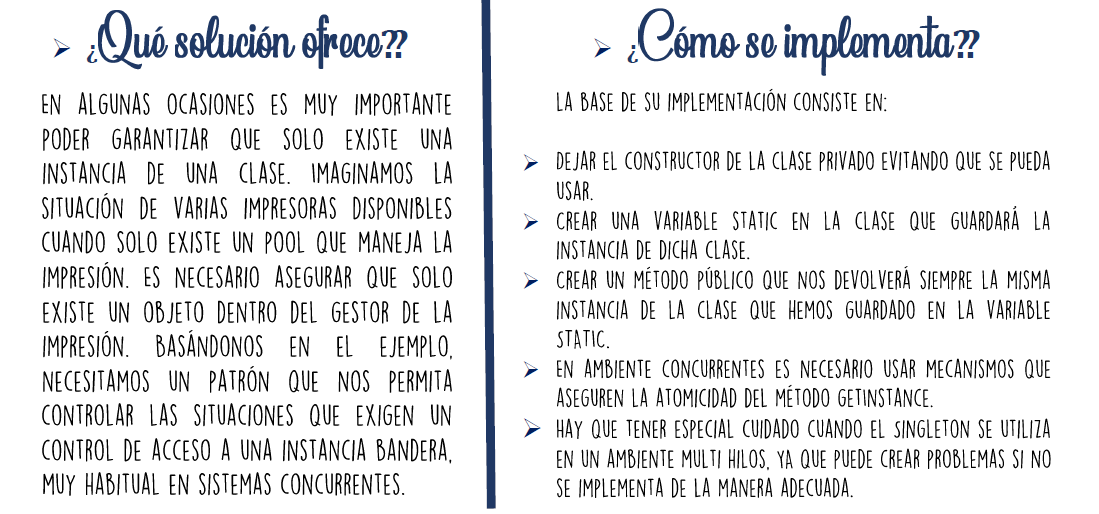 ¿Qué solución ofrece??
EN ALGUNAS OCASIONES ES MUY IMPORTANTE
PODER GARANTIZAR QUE SOLO EXISTE UNA
INSTANCIA DE UNA CLASE. IMAGINAMOS LA
SITUACIÓN DE VARIAS IMPRESORAS DISPONIBLES
CUANDO SOLO EXISTE UN POOL QUE MANEJA LA
IMPRESIÓN. ES NECESARIO ASEGURAR QUE SOLO
EXISTE UN OBJETO DENTRO DEL GESTOR DE LA
IMPRESIÓN. BASÁNDONOS EN EL EJEMPLO,
NECESITAMOS UN PATRÓN QUE NOS PERMITA
CONTROLAR LAS SITUACIONES QUE EXIGEN UN
CONTROL DE ACCESO A UNA INSTANCIA BANDERA,
MUY HABITUAL EN SISTEMAS CONCURRENTES.
¿Cómo se implementa??
LA BASE DE SU IMPLEMENTACIÓN CONSISTE EN:
DEJAR EL CONSTRUCTOR DE LA CLASE PRIVADO EVITANDO QUE SE PUEDA
USAR.
CREAR UNA VARIABLE STATIC EN LA CLASE QUE GUARDARÁ LA
INSTANCIA DE DICHA CLASE.
CREAR UN MÉTODO PÚBLICO QUE NOS DEVOLVERÁ SIEMPRE LA MISMA
INSTANCIA DE LA CLASE QUE HEMOS GUARDADO EN LA VARIABLE
STATIC.
EN AMBIENTE CONCURRENTES ES NECESARIO USAR MECANISMOS QUE
ASEGUREN LA ATOMICIDAD DEL MÉTODO GETINSTANCE.
HAY QUE TENER ESPECIAL CUIDADO CUANDO EL SINGLETON SE UTILIZA
EN UN AMBIENTE MULTI HILOS, YA QUE PUEDE CREAR PROBLEMAS SI NO
SE IMPLEMENTA DE LA MANERA ADECUADA.